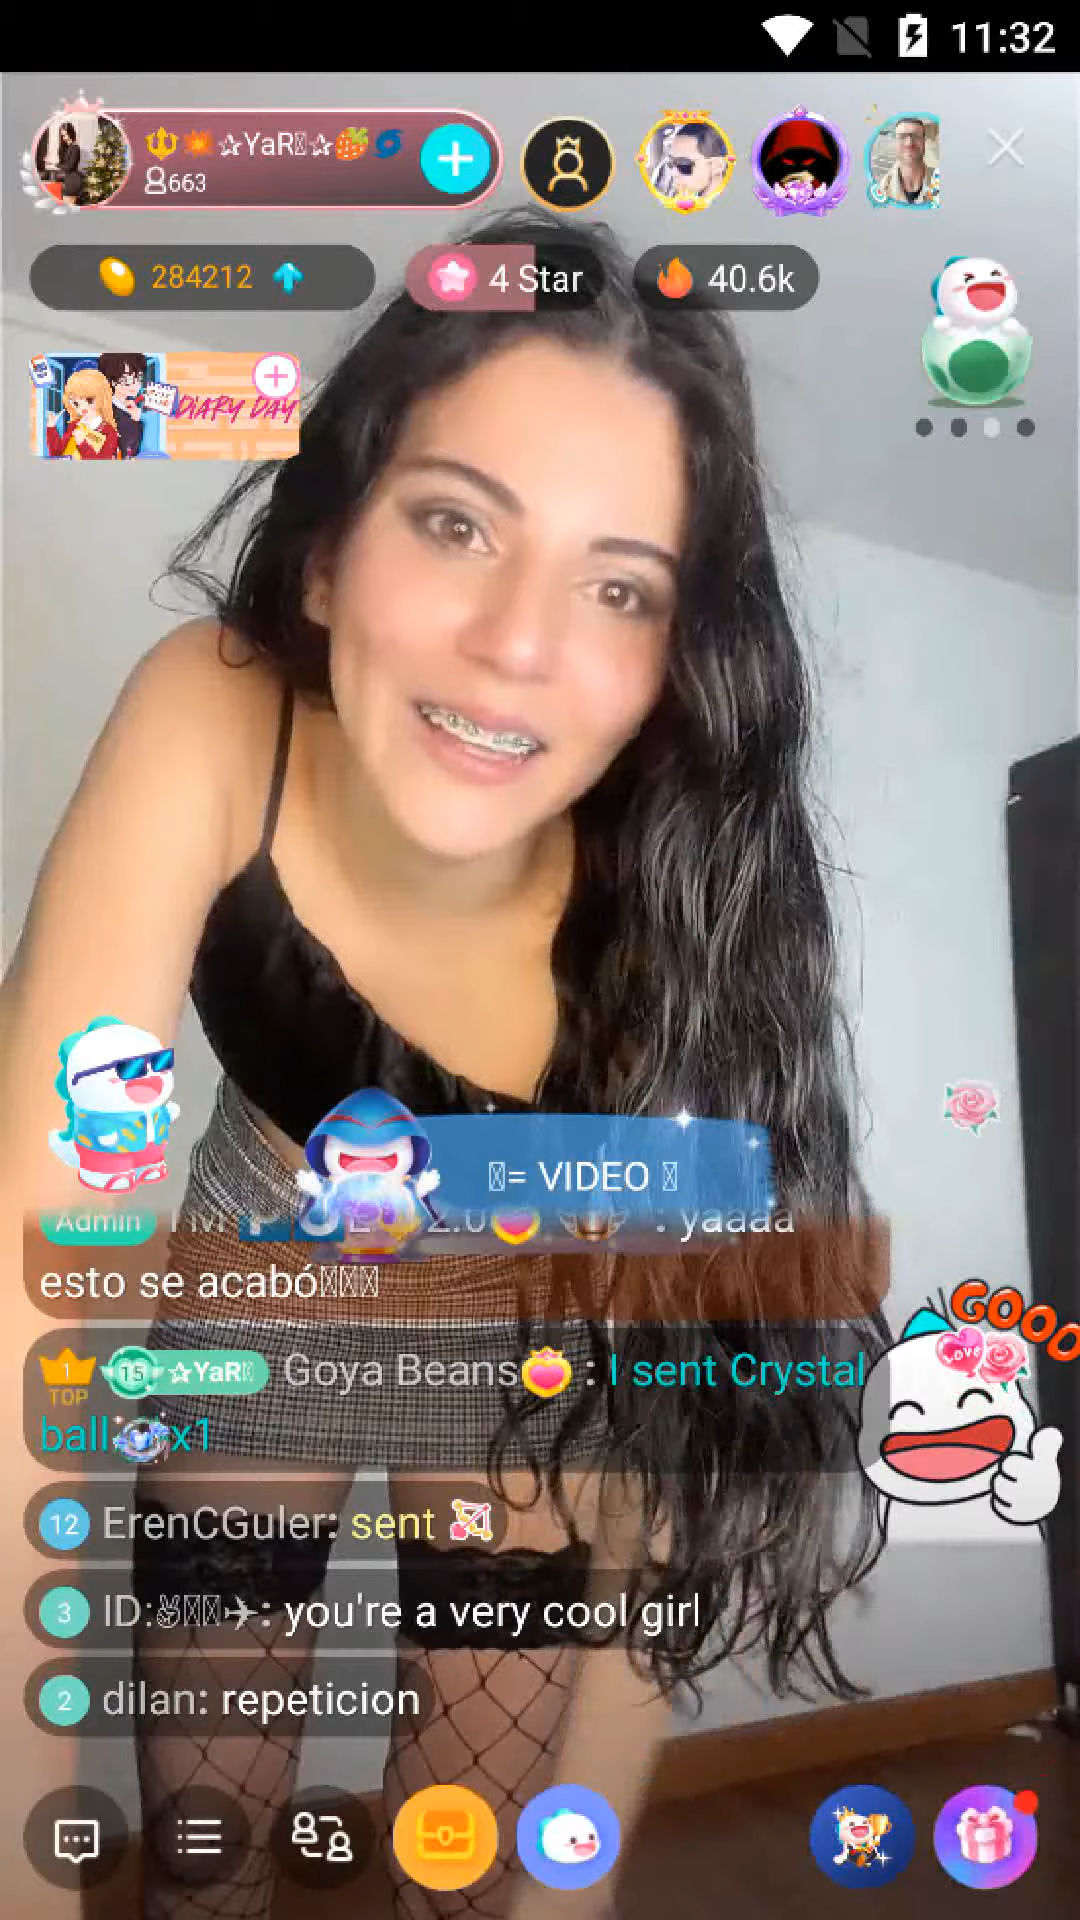 11:32
☆YaR☆
663
284212
4 Star
40.6k
DIARY DAY
= VIDEO
Admin
2.0 : yaaaa
esto se acabó
GOOD
LOVE
1 TOP 15 ☆YaR Goya Beans : I sent Crystal
ball x1
12 ErenCGuler: sent
3 ID:✌✈: you're a very cool girl
2 dilan: repeticion